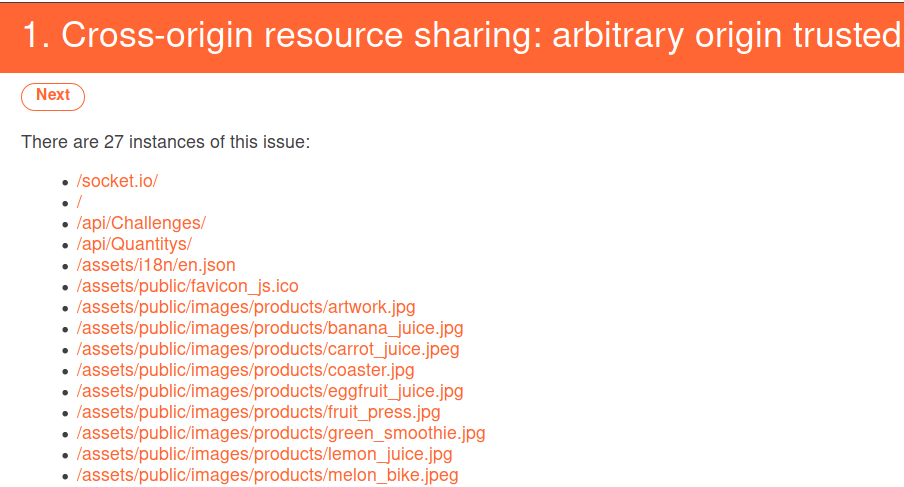 1. Cross-origin resource sharing: arbitrary origin trusted
Next
There are 27 instances of this issue:
/socket.io/
/
/api/Challenges/
/api/Quantitys/
/assets/i18n/en.json
/assets/public/favicon_js.ico
/assets/public/images/products/artwork.jpg
/assets/public/images/products/banana_juice.jpg
/assets/public/images/products/carrot_juice.jpeg
/assets/public/images/products/coaster.jpg
/assets/public/images/products/eggfruit_juice.jpg
/assets/public/images/products/fruit_press.jpg
/assets/public/images/products/green_smoothie.jpg
/assets/public/images/products/lemon_juice.jpg
/assets/public/images/products/melon_bike.jpeg